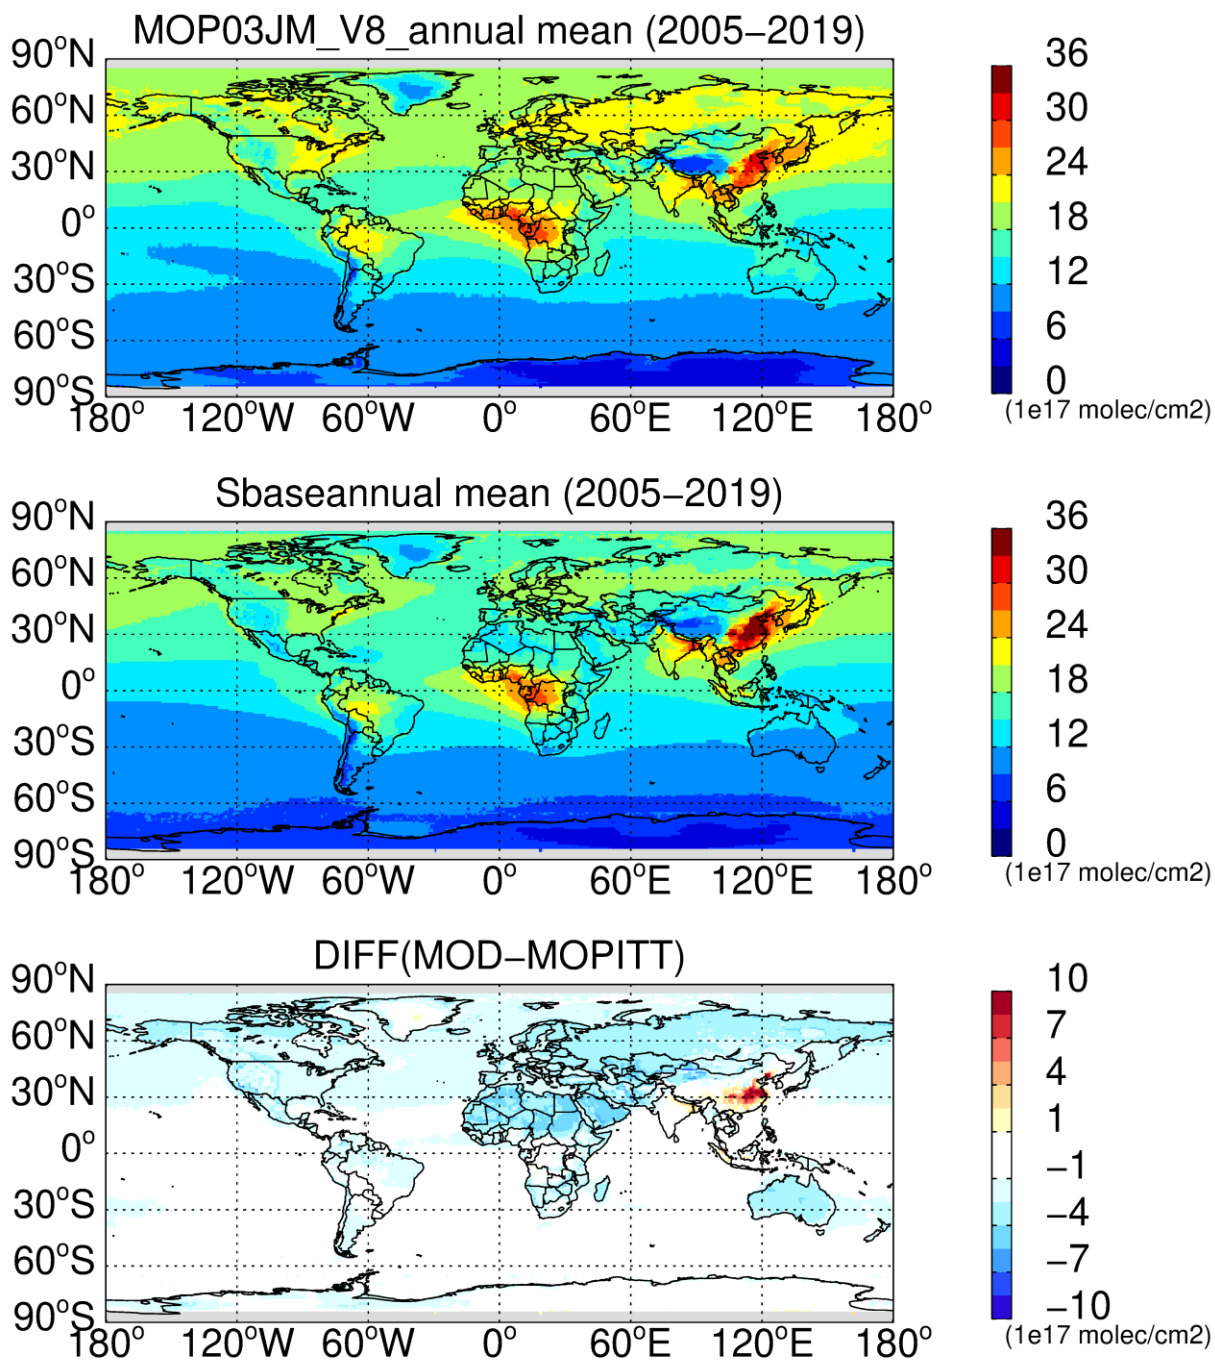 MOP03JM_V8_annual mean (2005−2019)
90°N
60°N
30°N
0°
30°S
60°S
90°S
180° 120°W 60°W 0° 60°E 120°E 180°
36
30
24
18
12
6
0
(1e17 molec/cm2)
Sbaseannual mean (2005−2019)
90°N
60°N
30°N
0°
30°S
60°S
90°S
180° 120°W 60°W 0° 60°E 120°E 180°
36
30
24
18
12
6
0
(1e17 molec/cm2)
DIFF(MOD−MOPITT)
90°N
60°N
30°N
0°
30°S
60°S
90°S
180° 120°W 60°W 0° 60°E 120°E 180°
10
7
4
1
−1
−4
−7
−10
(1e17 molec/cm2)